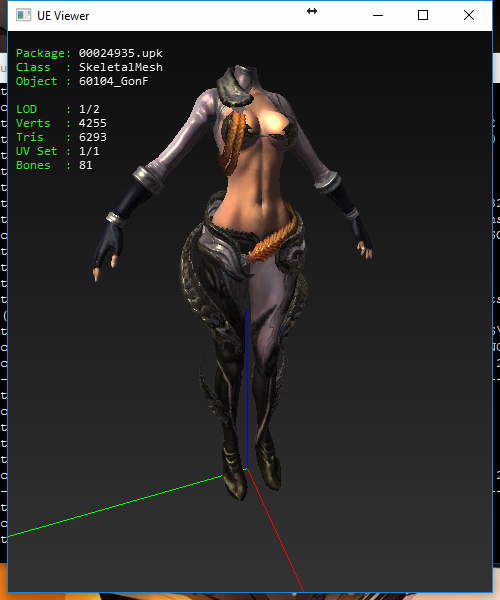 UE Viewer
Package: 00024935.upk
Class : SkeletalMesh
Object : 60104_GonF
LOD : 1/2
Verts : 4255
Tris : 6293
UV Set : 1/1
Bones : 81